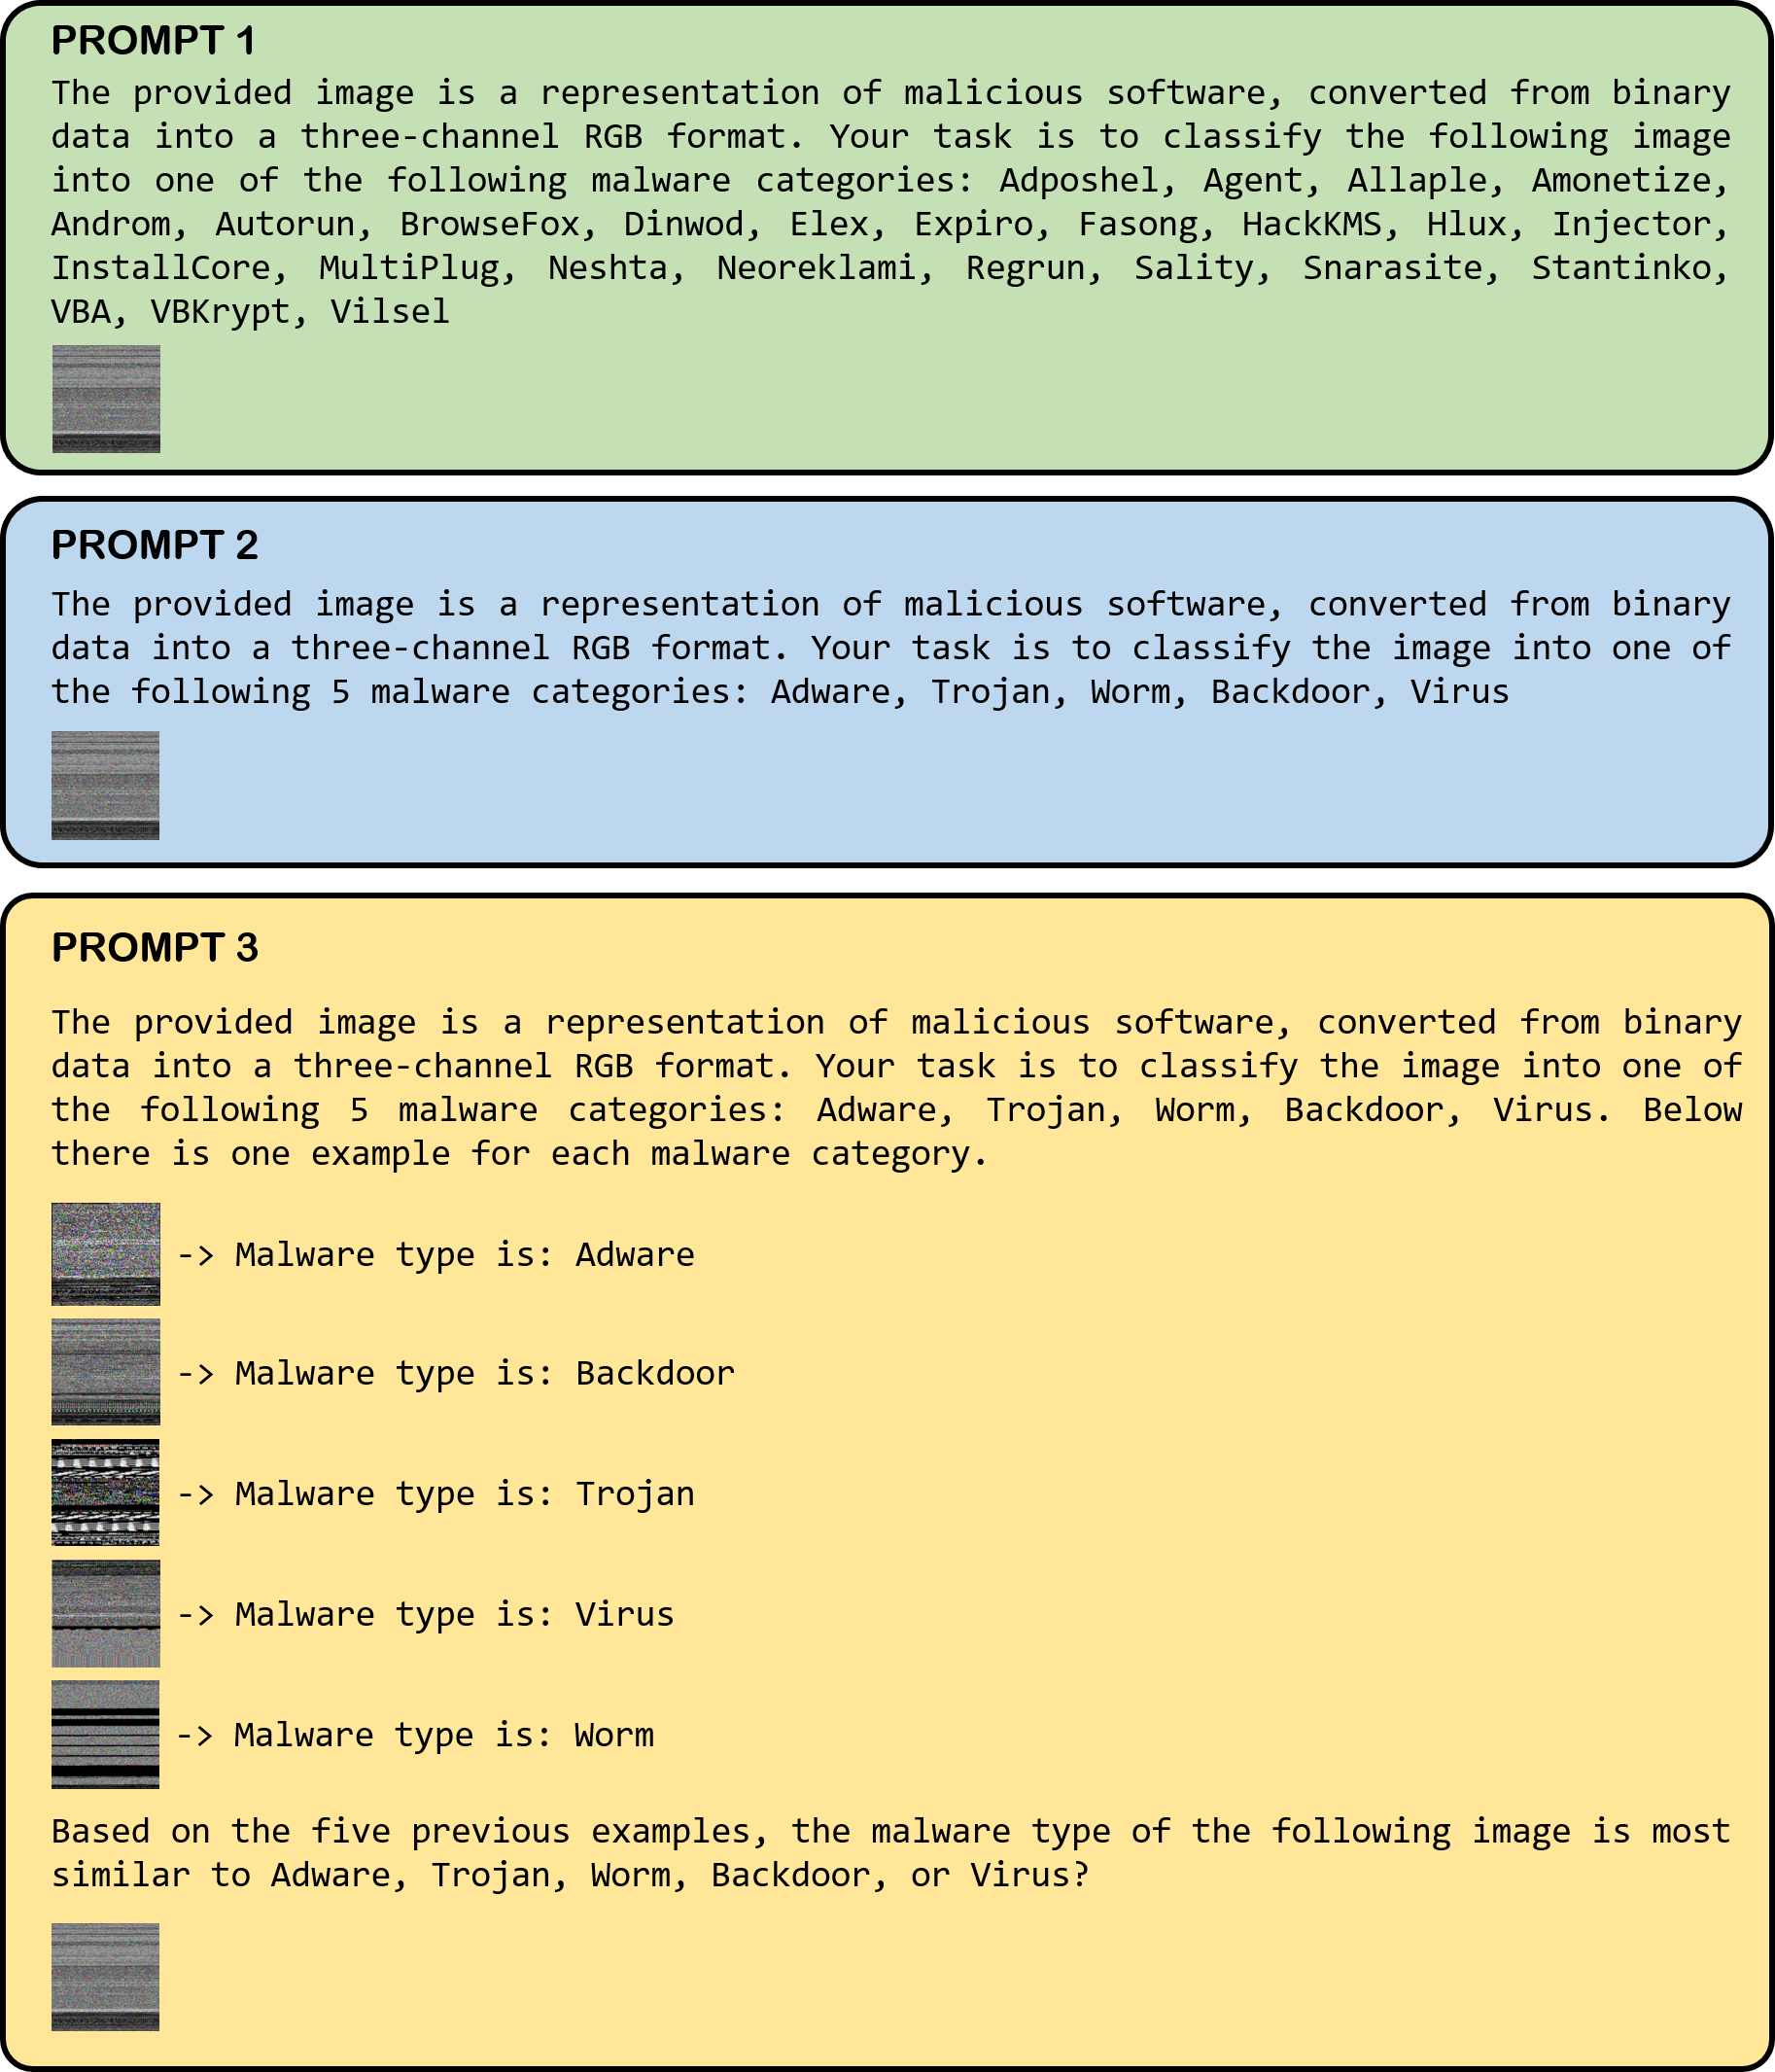 PROMPT 1
The provided image is a representation of malicious software, converted from binary
data into a three-channel RGB format. Your task is to classify the following image
into one of the following malware categories: Adposhel, Agent, Allaple, Amonetize,
Androm, Autorun, BrowseFox, Dinwod, Elex, Expiro, Fasong, HackKMS, Hlux, Injector,
InstallCore, MultiPlug, Neshta, Neoreklami, Regrun, Sality, Snarasite, Stantinko,
VBA, VBKrypt, Vilsel
PROMPT 2
The provided image is a representation of malicious software, converted from binary
data into a three-channel RGB format. Your task is to classify the image into one of
the following 5 malware categories: Adware, Trojan, Worm, Backdoor, Virus
PROMPT 3
The provided image is a representation of malicious software, converted from binary
data into a three-channel RGB format. Your task is to classify the image into one of
the following 5 malware categories: Adware, Trojan, Worm, Backdoor, Virus. Below
there is one example for each malware category.
-> Malware type is: Adware
-> Malware type is: Backdoor
-> Malware type is: Trojan
-> Malware type is: Virus
-> Malware type is: Worm
Based on the five previous examples, the malware type of the following image is most
similar to Adware, Trojan, Worm, Backdoor, or Virus?